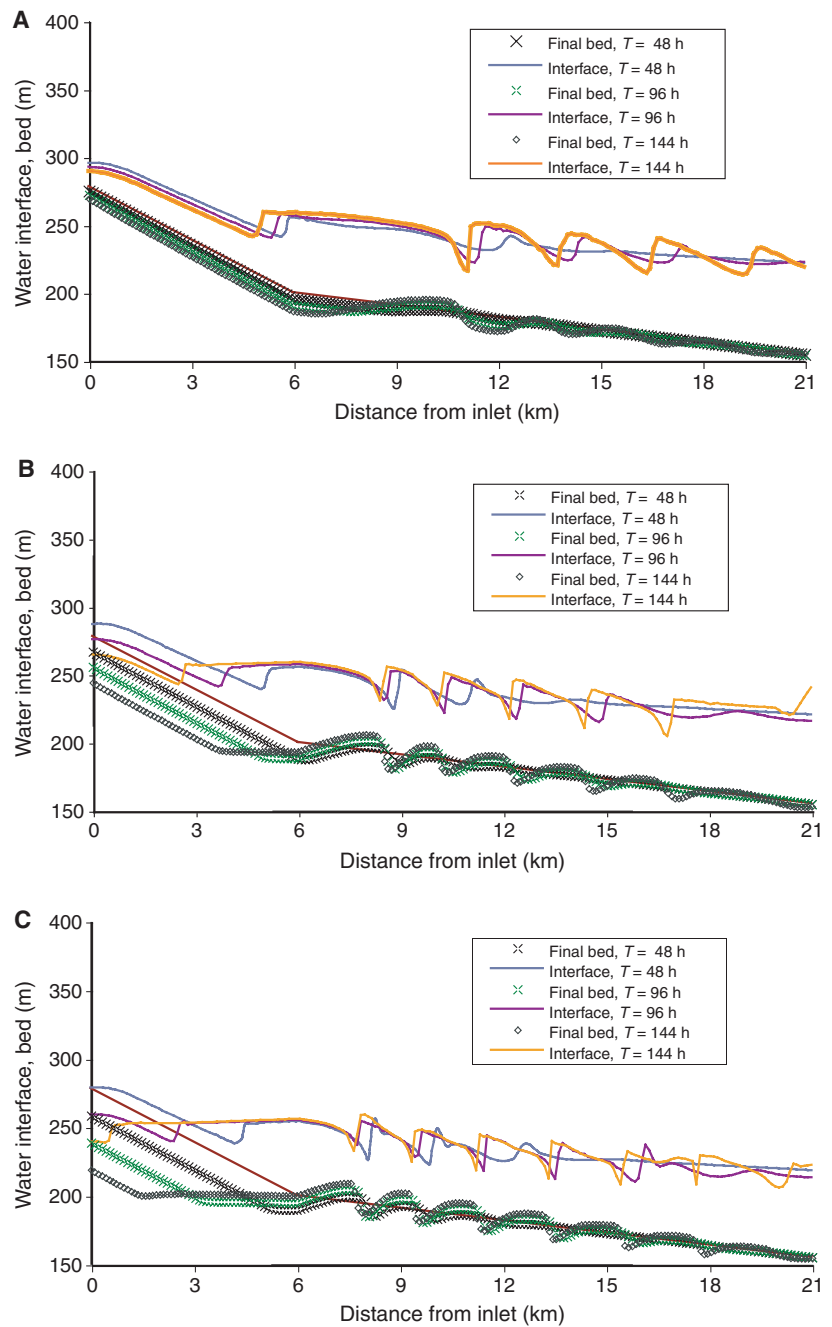 A
400
350
300
250
200
150
Water interface, bed (m)
Final bed, T = 48 h
Interface, T = 48 h
Final bed, T = 96 h
Interface, T = 96 h
Final bed, T = 144 h
Interface, T = 144 h
0 3 6 9 12 15 18 21
Distance from inlet (km)
B
400
350
300
250
200
150
Water interface, bed (m)
Final bed, T = 48 h
Interface, T = 48 h
Final bed, T = 96 h
Interface, T = 96 h
Final bed, T = 144 h
Interface, T = 144 h
0 3 6 9 12 15 18 21
Distance from inlet (km)
C
400
350
300
250
200
150
Water interface, bed (m)
Final bed, T = 48 h
Interface, T = 48 h
Final bed, T = 96 h
Interface, T = 96 h
Final bed, T = 144 h
Interface, T = 144 h
0 3 6 9 12 15 18 21
Distance from inlet (km)